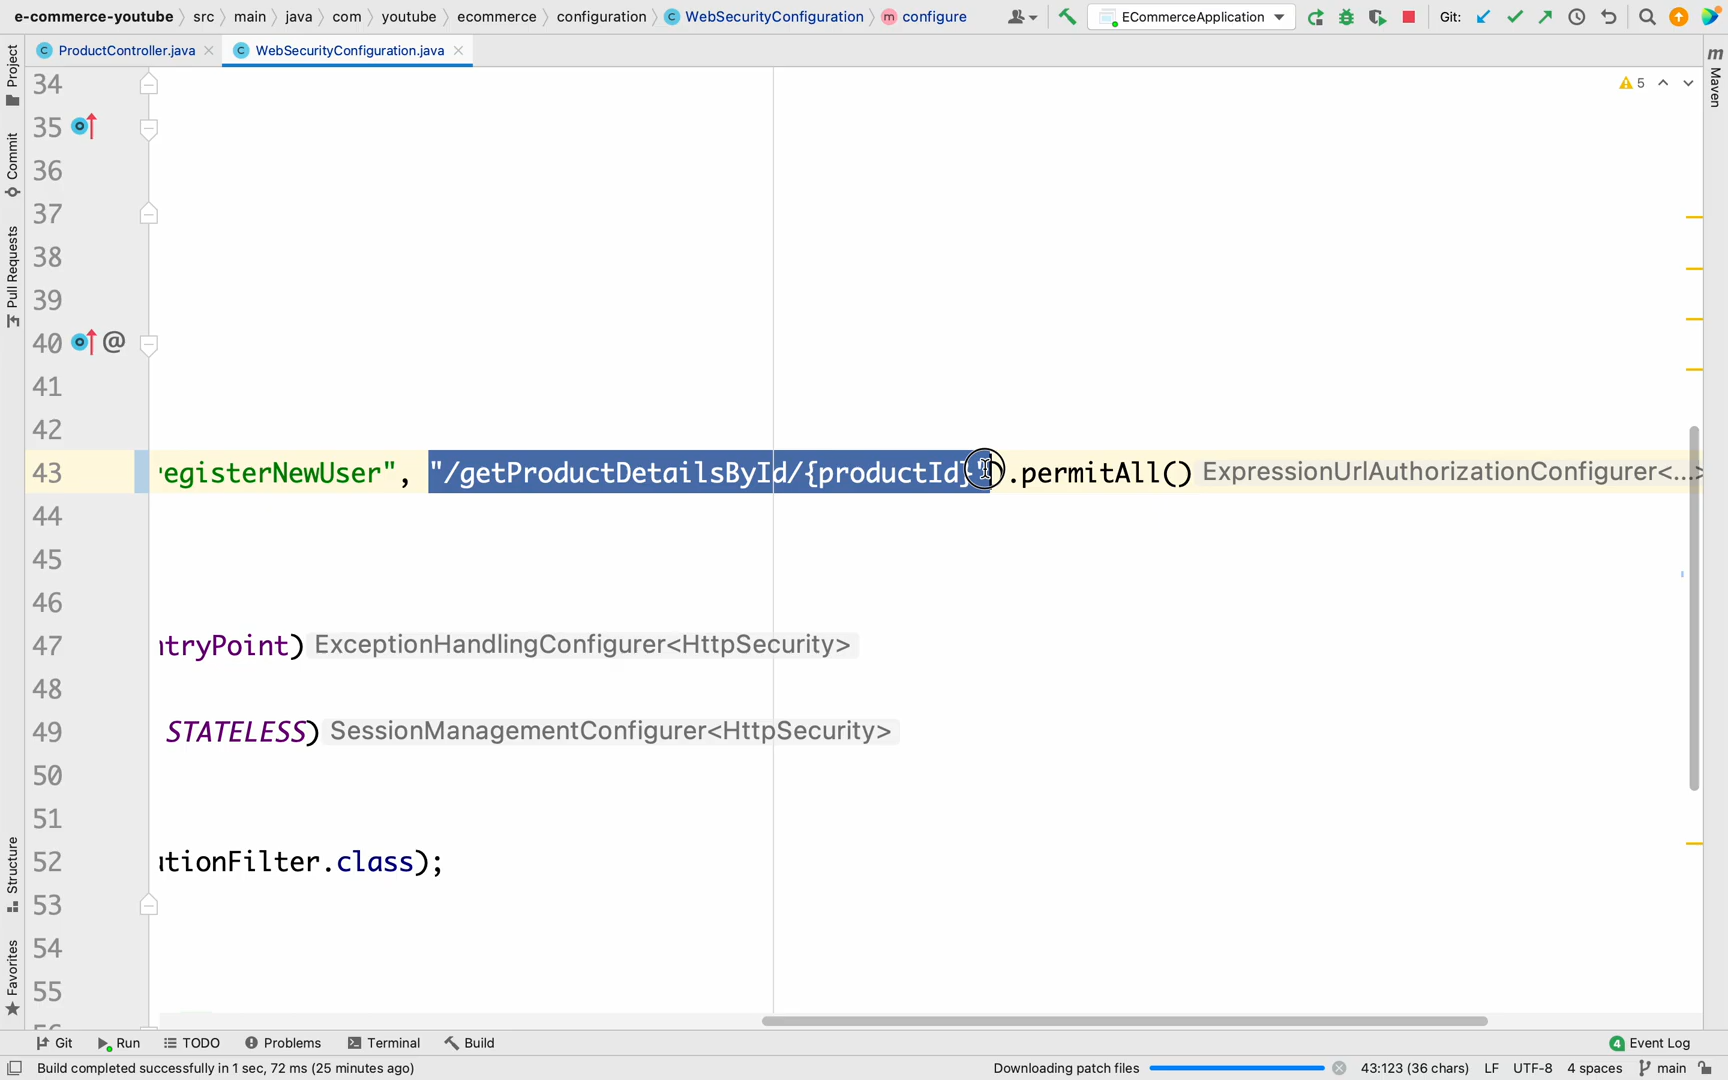 e-commerce-youtube src main java com youtube ecommerce configuration WebSecurityConfiguration configure ECommerceApplication Git:
ProductController.java WebSecurityConfiguration.java
Project
Commit
Pull Requests
Structure
Favorites
Maven
5
34
35
36
37
38
39
40 @
41
42
43 registerNewUser", "/getProductDetailsById/{productId}").permitAll() ExpressionUrlAuthorizationConfigurer<...>
44
45
46
47 ntryPoint) ExceptionHandlingConfigurer<HttpSecurity>
48
49 STATELESS) SessionManagementConfigurer<HttpSecurity>
50
51
52 utionFilter.class);
53
54
55
56
Git Run TODO Problems Terminal Build 4 Event Log
Build completed successfully in 1 sec, 72 ms (25 minutes ago) Downloading patch files 43:123 (36 chars) LF UTF-8 4 spaces main